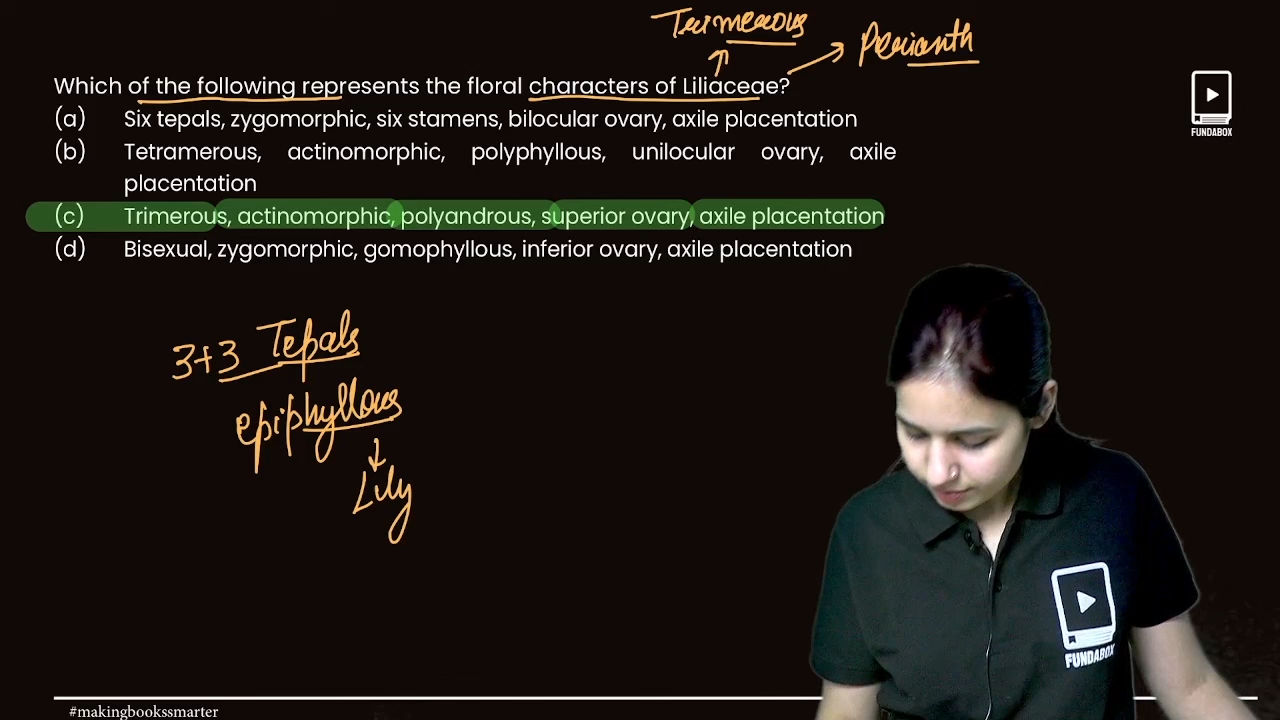 Trimerous
Perianth
Which of the following represents the floral characters of Liliaceae?
(a) Six tepals, zygomorphic, six stamens, bilocular ovary, axile placentation
(b) Tetramerous, actinomorphic, polyphyllous, unilocular ovary, axile
placentation
(c) Trimerous, actinomorphic, polyandrous, superior ovary, axile placentation
(d) Bisexual, zygomorphic, gomophyllous, inferior ovary, axile placentation
FUNDABOX
3+3 Tepals
epiphyllous
Lily
FUNDABOX
#makingbookssmarter